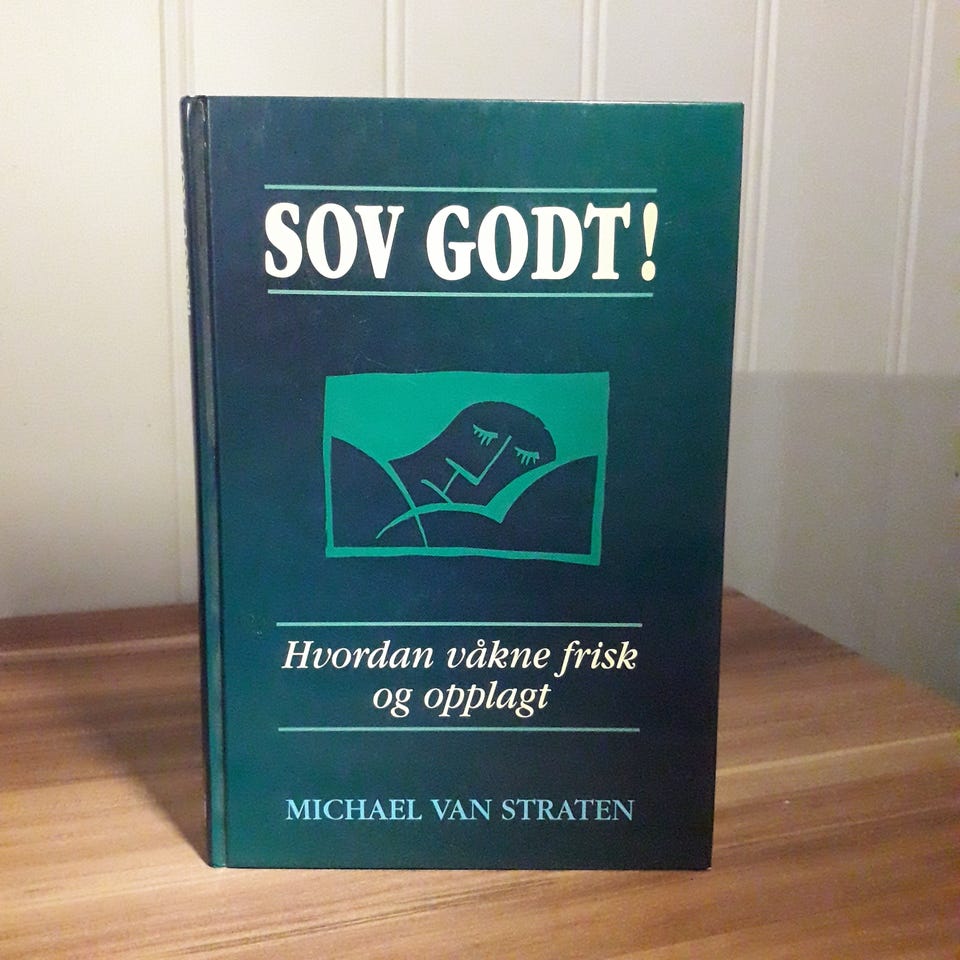 SOV GODT!
Hvordan våkne frisk
og opplagt
MICHAEL VAN STRATEN